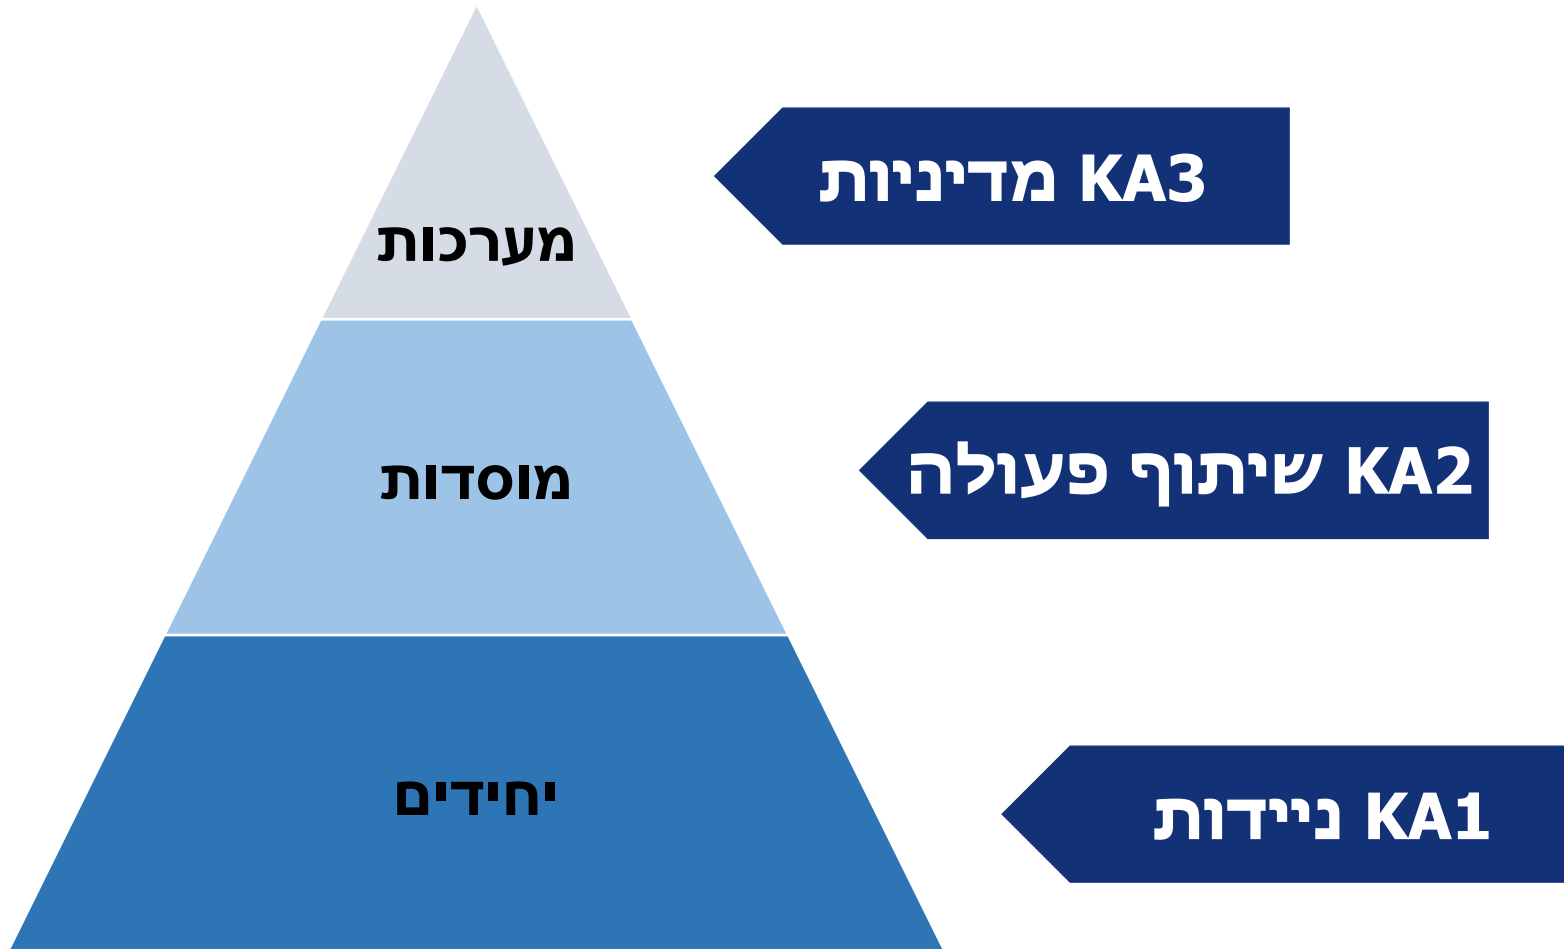 KA3 מדיניות
מערכות
KA2 שיתוף פעולה
מוסדות
KA1 ניידות
יחידים